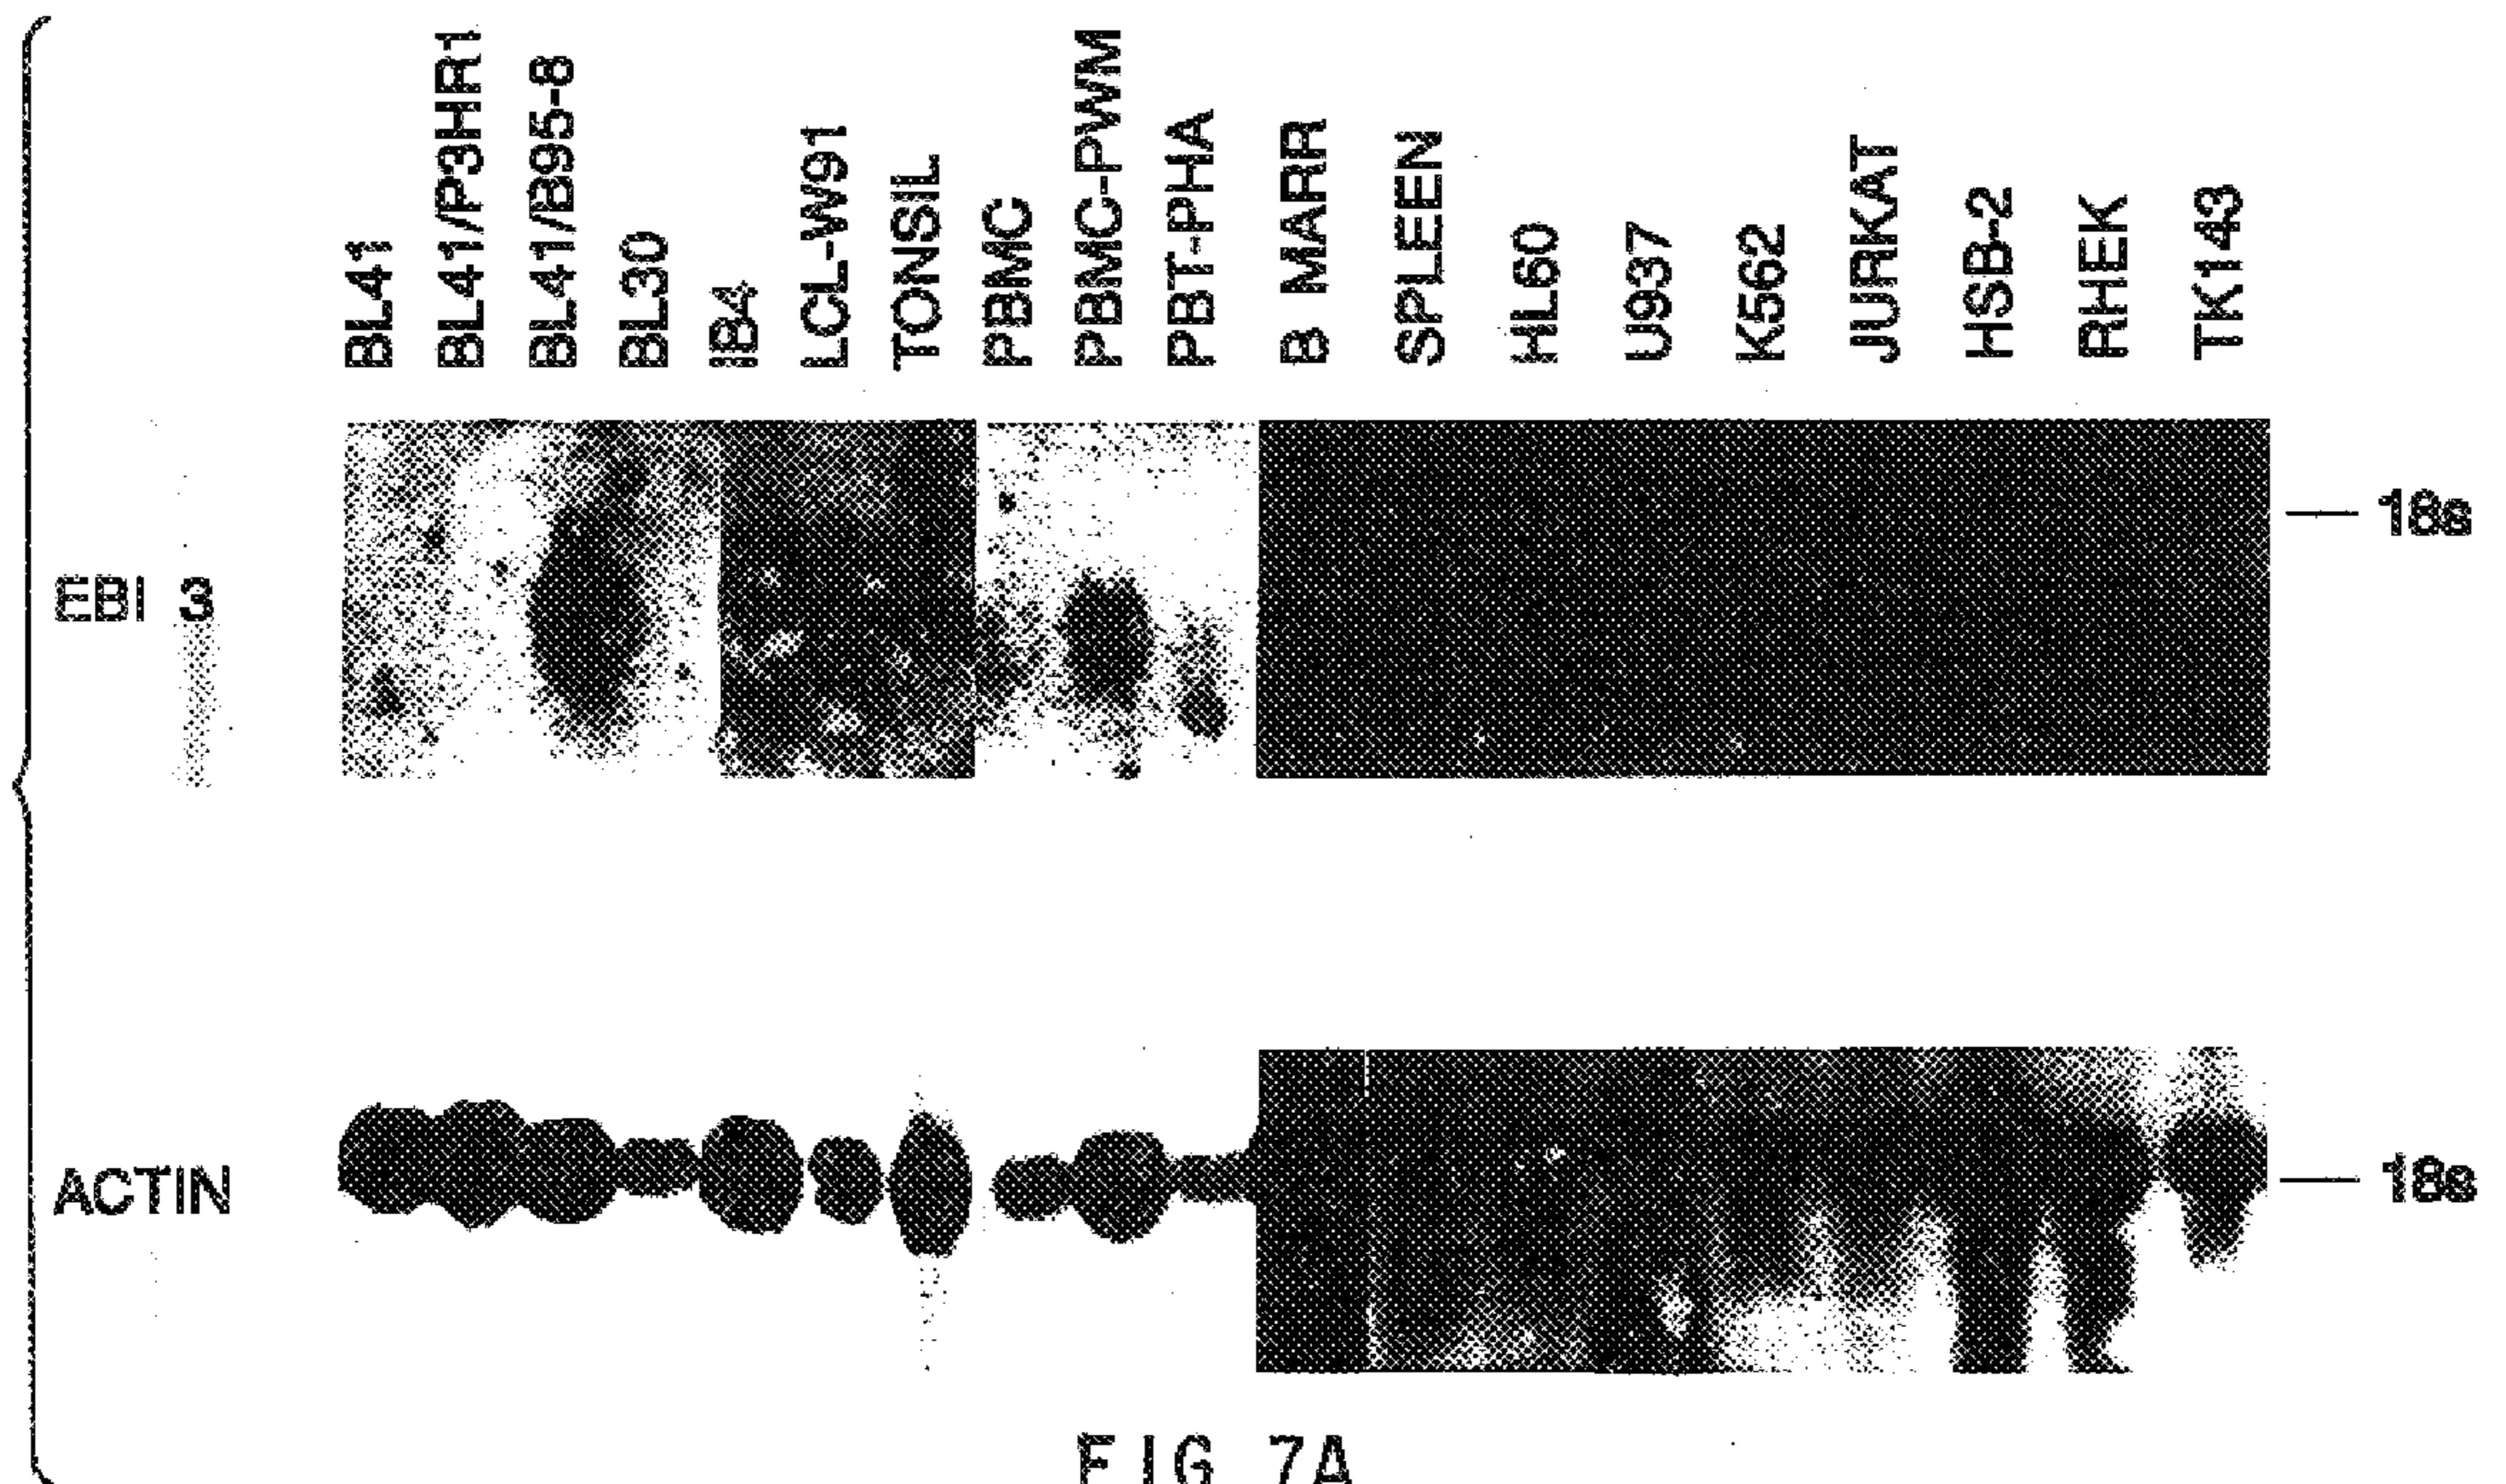 BL41
BL41/P3HR1
BL41/B95-8
BL30
IB4
LCL-W91
TONSIL
PBMC
PBMC-PWM
PBT-PHA
B MARR
SPLEEN
HL60
U937
K562
JURKAT
HSB-2
RHEK
TK143
18s
EBI 3
ACTIN
18s
FIG 7A